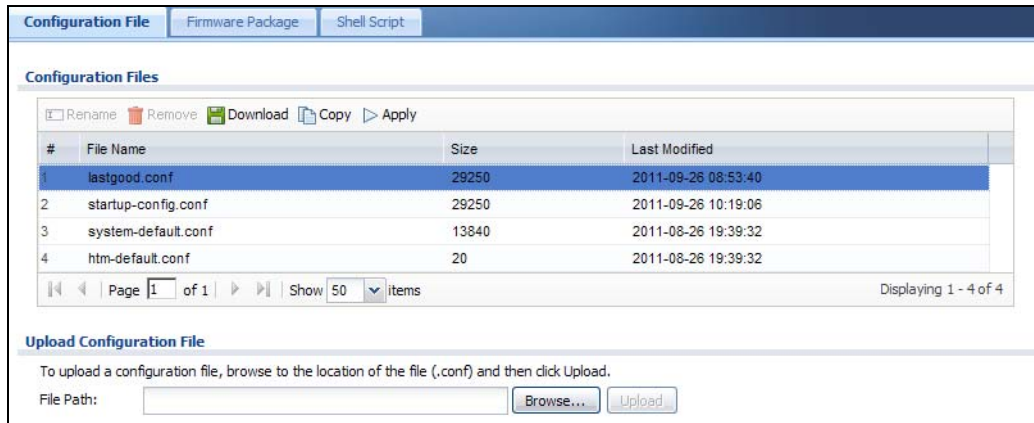 Configuration File Firmware Package Shell Script
Configuration Files
Rename Remove Download Copy Apply
# File Name Size Last Modified
1 lastgood.conf 29250 2011-09-26 08:53:40
2 startup-config.conf 29250 2011-09-26 10:19:06
3 system-default.conf 13840 2011-08-26 19:39:32
4 htm-default.conf 20 2011-08-26 19:39:32
Page 1 of 1 Show 50 items Displaying 1 - 4 of 4
Upload Configuration File
To upload a configuration file, browse to the location of the file (.conf) and then click Upload.
File Path: Browse... Upload